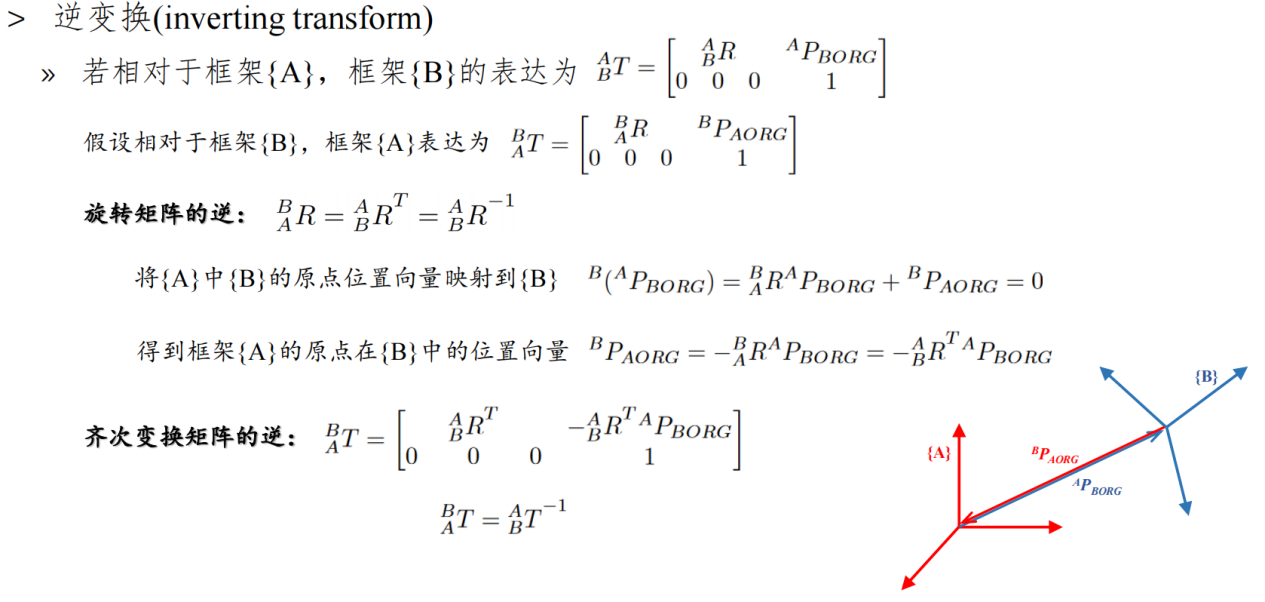 > 逆变换(inverting transform)
» 若相对于框架{A}，框架{B}的表达为 ${}^{A}_{B}T = \begin{bmatrix} {}^{A}_{B}R & {}^{A}P_{BORG} \\ 0\ \ 0\ \ 0 & 1 \end{bmatrix}$
假设相对于框架{B}，框架{A}表达为 ${}^{B}_{A}T = \begin{bmatrix} {}^{B}_{A}R & {}^{B}P_{AORG} \\ 0\ \ 0\ \ 0 & 1 \end{bmatrix}$
旋转矩阵的逆： ${}^{B}_{A}R = {}^{A}_{B}R^{T} = {}^{A}_{B}R^{-1}$
将{A}中{B}的原点位置向量映射到{B} ${}^{B}({}^{A}P_{BORG}) = {}^{B}_{A}R{}^{A}P_{BORG} + {}^{B}P_{AORG} = 0$
得到框架{A}的原点在{B}中的位置向量 ${}^{B}P_{AORG} = -{}^{B}_{A}R{}^{A}P_{BORG} = -{}^{A}_{B}R^{T}{}^{A}P_{BORG}$
齐次变换矩阵的逆： ${}^{B}_{A}T = \begin{bmatrix} {}^{A}_{B}R^{T} & -{}^{A}_{B}R^{T}{}^{A}P_{BORG} \\ 0\ \ 0\ \ 0 & 1 \end{bmatrix}$
${}^{B}_{A}T = {}^{A}_{B}T^{-1}$
{B}
{A}
${}^{B}P_{AORG}$
${}^{A}P_{BORG}$